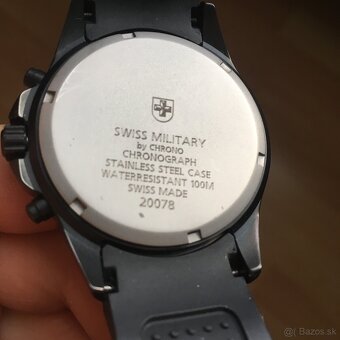 SWISS MILITARY
by CHRONO
CHRONOGRAPH
STAINLESS STEEL CASE
WATERRESISTANT 100M
SWISS MADE
20078
@| Bazos.sk